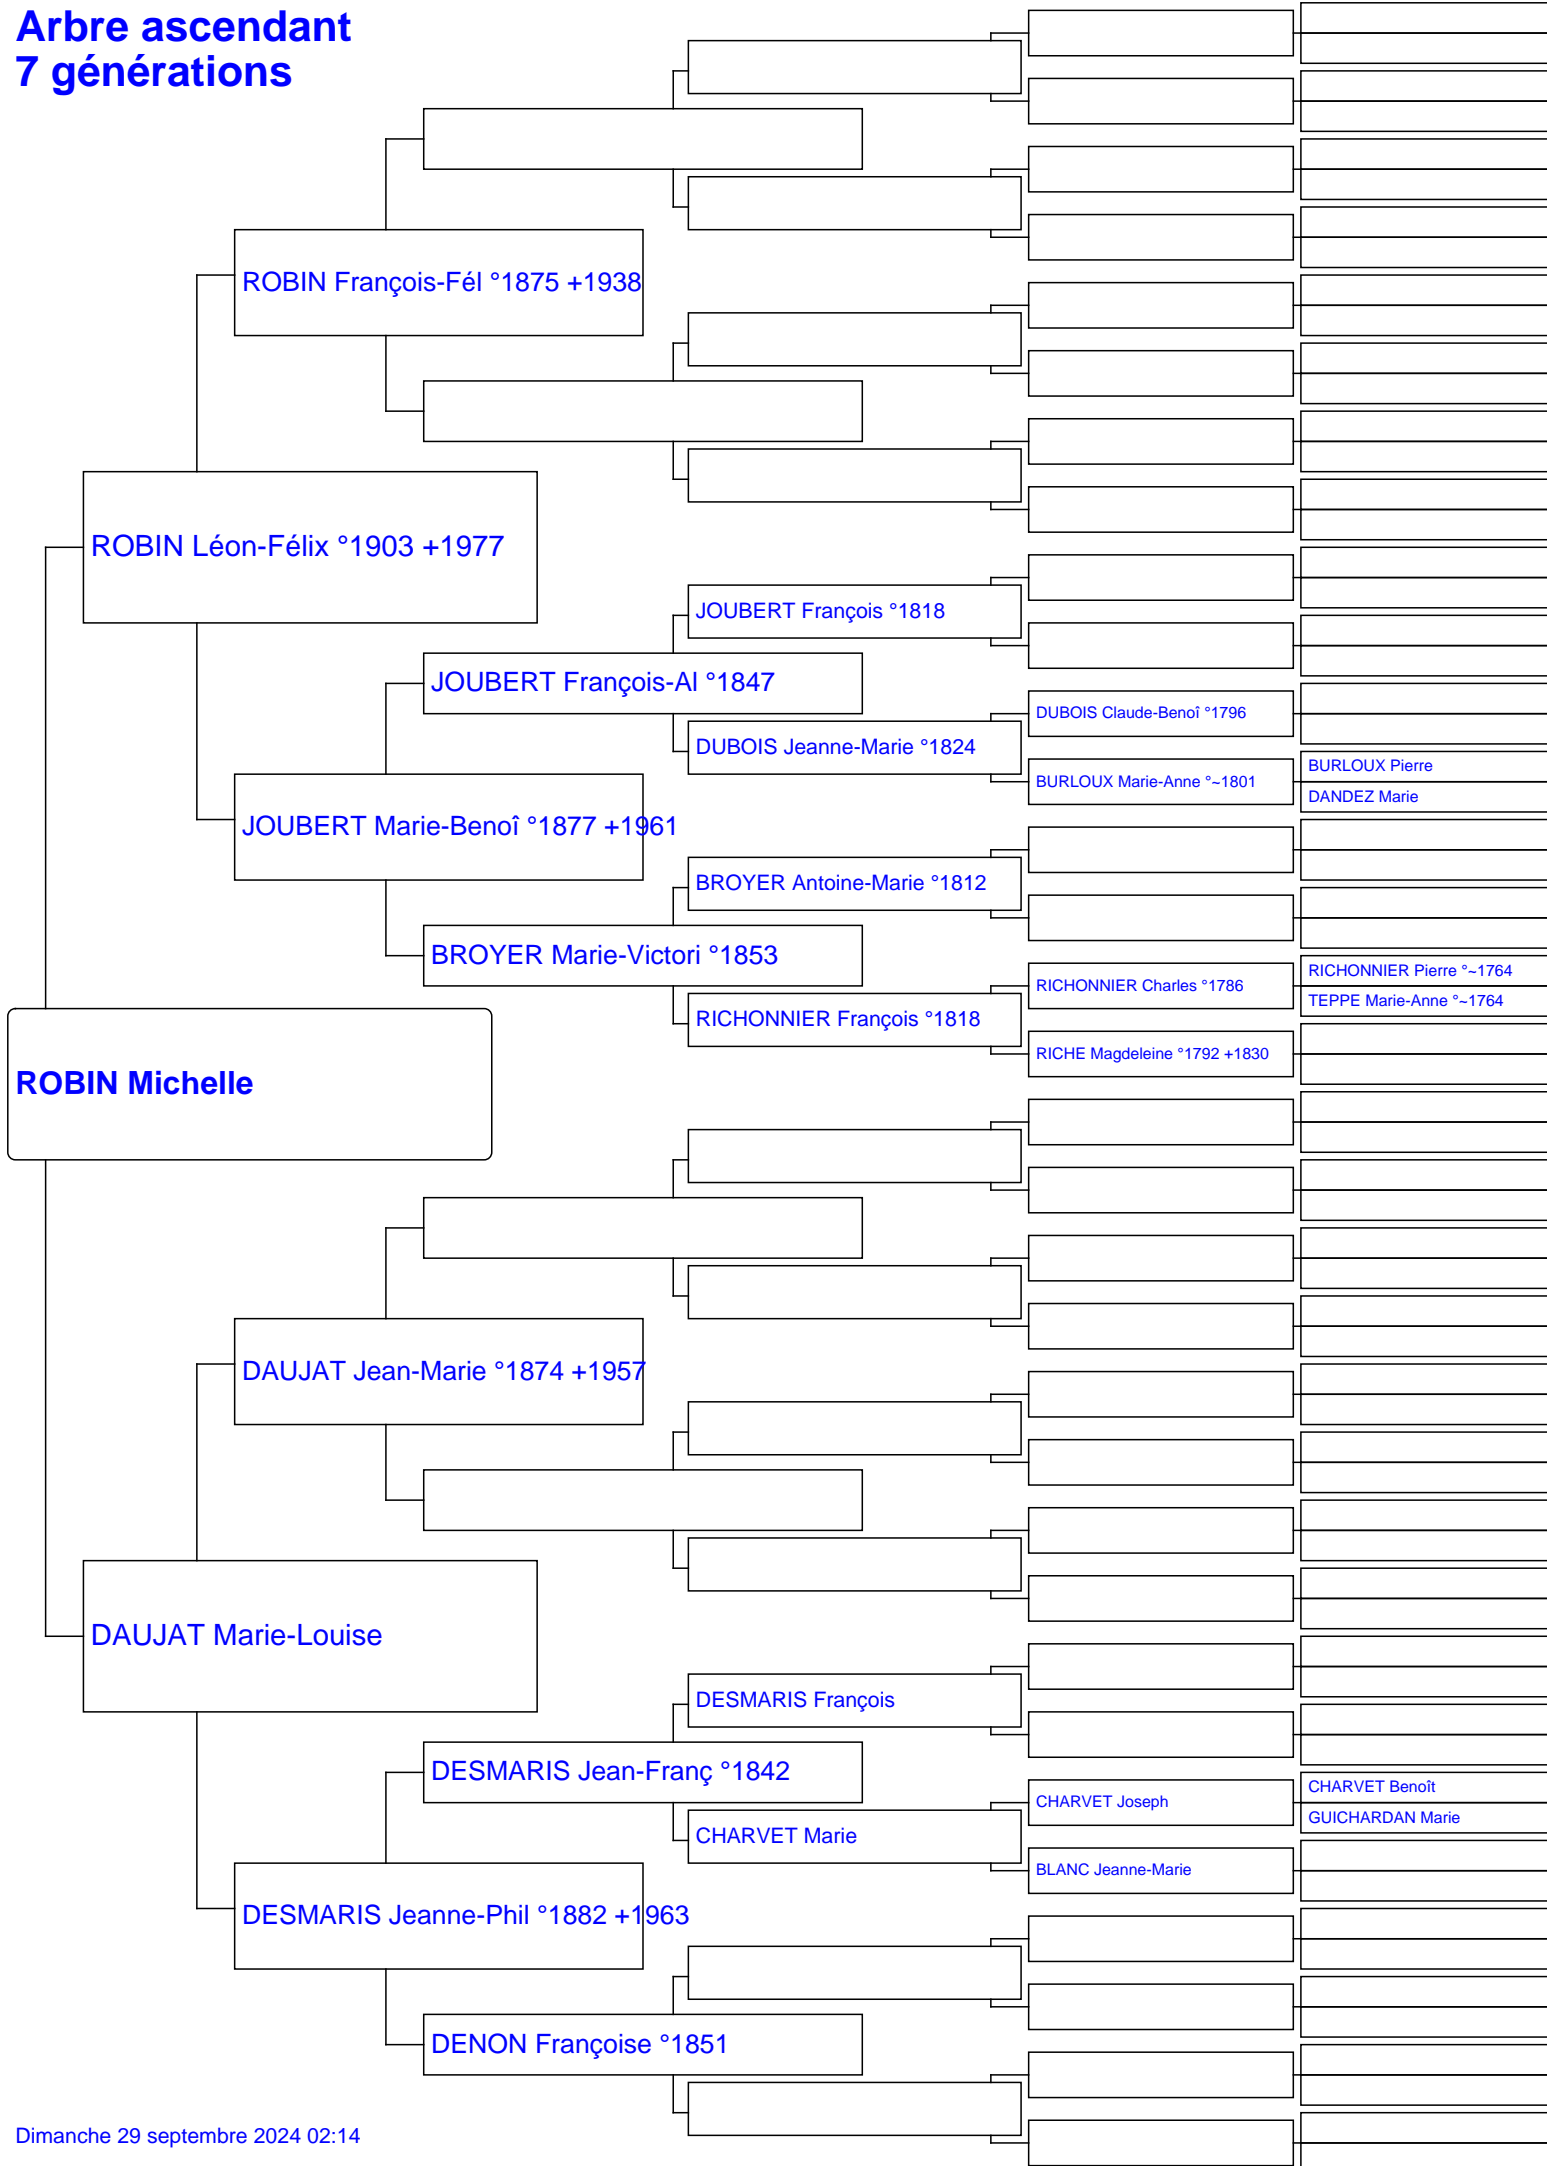 Arbre ascendant
7 générations
ROBIN François-Fél °1875 +1938
ROBIN Léon-Félix °1903 +1977
JOUBERT François °1818
JOUBERT François-Al °1847
DUBOIS Claude-Benoî °1796
DUBOIS Jeanne-Marie °1824
BURLOUX Pierre
BURLOUX Marie-Anne °~1801
DANDEZ Marie
JOUBERT Marie-Benoî °1877 +1961
BROYER Antoine-Marie °1812
BROYER Marie-Victori °1853
RICHONNIER Pierre °~1764
RICHONNIER Charles °1786
TEPPE Marie-Anne °~1764
RICHONNIER François °1818
RICHE Magdeleine °1792 +1830
ROBIN Michelle
DAUJAT Jean-Marie °1874 +1957
DAUJAT Marie-Louise
DESMARIS François
DESMARIS Jean-Franç °1842
CHARVET Benoît
CHARVET Joseph
GUICHARDAN Marie
CHARVET Marie
BLANC Jeanne-Marie
DESMARIS Jeanne-Phil °1882 +1963
DENON Françoise °1851
Dimanche 29 septembre 2024 02:14